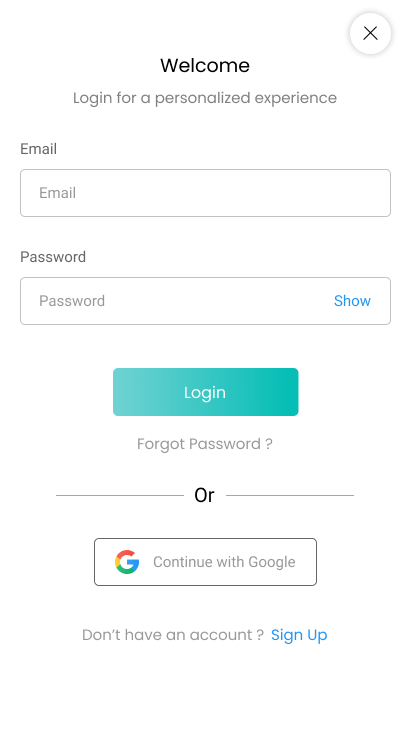 Welcome
Login for a personalized experience
Email
Email
Password
Password Show
Login
Forgot Password ?
Or
Continue with Google
Don’t have an account ? Sign Up